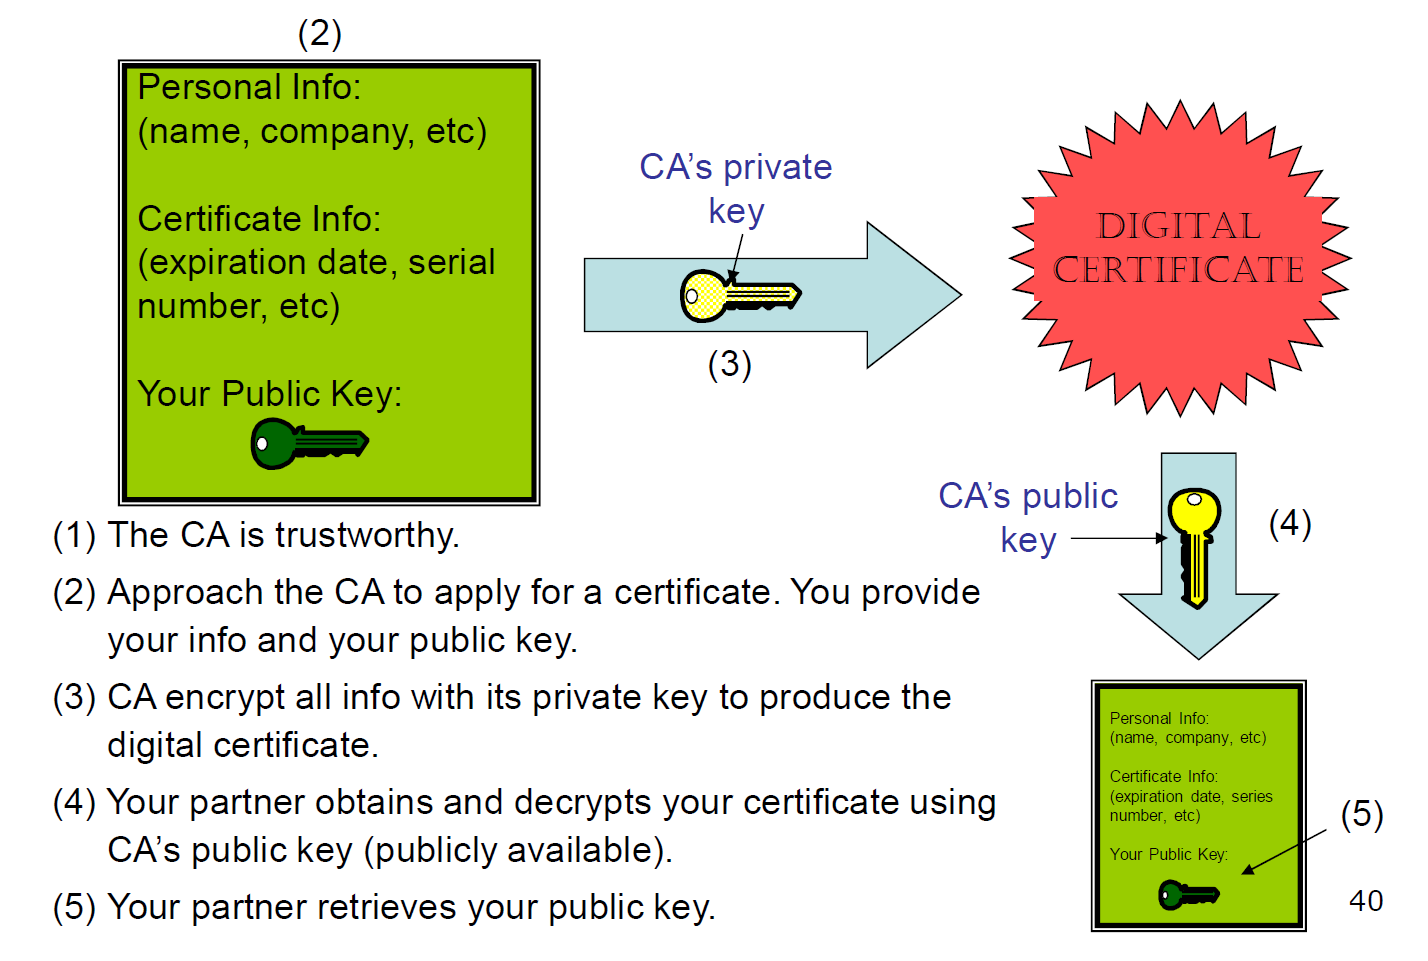 (2)
Personal Info:
(name, company, etc)
Certificate Info:
(expiration date, serial
number, etc)
Your Public Key:
CA’s private
key
(3)
DIGITAL
CERTIFICATE
CA’s public
key
(4)
(1) The CA is trustworthy.
(2) Approach the CA to apply for a certificate. You provide
your info and your public key.
(3) CA encrypt all info with its private key to produce the
digital certificate.
(4) Your partner obtains and decrypts your certificate using
CA’s public key (publicly available).
(5) Your partner retrieves your public key.
Personal Info:
(name, company, etc)
Certificate Info:
(expiration date, series
number, etc)
Your Public Key:
(5)
40